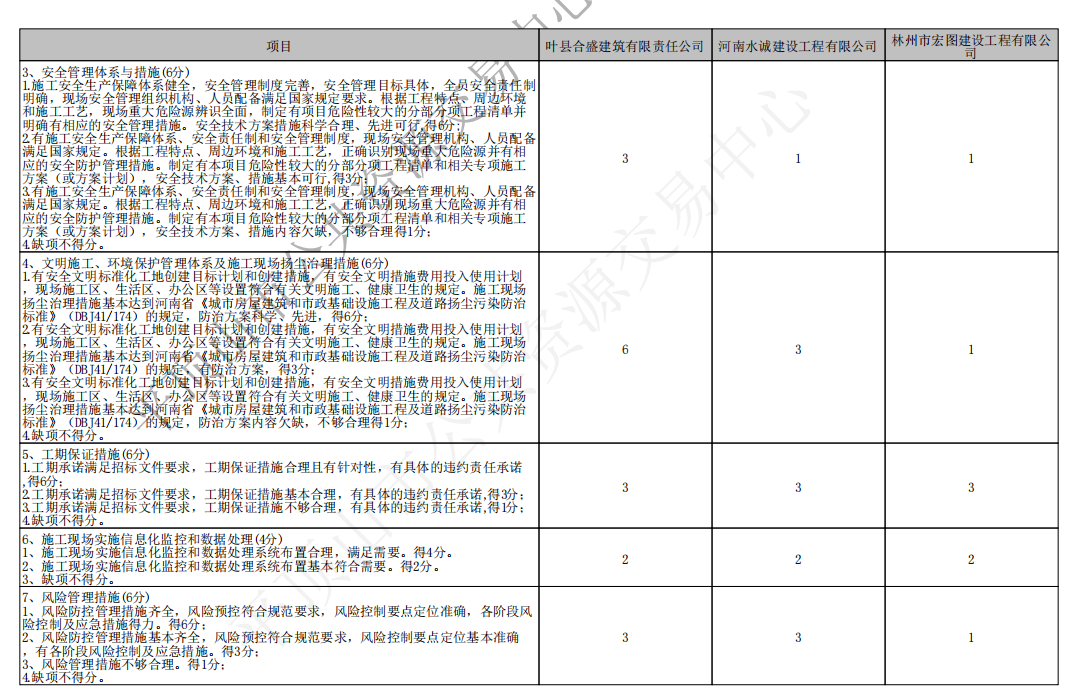 项目
叶县合盛建筑有限责任公司
河南水诚建设工程有限公司
林州市宏图建设工程有限公
司
3、安全管理体系与措施(6分)
1.施工安全生产保障体系健全，安全管理制度完善，安全管理目标具体，全员安全责任制
明确，现场安全管理组织机构、人员配备满足国家规定要求。根据工程特点、周边环境
和施工工艺，现场重大危险源辨识全面，制定有项目危险性较大的分部分项工程清单并
明确有相应的安全管理措施。安全技术方案措施科学合理、先进可行,得6分；
2.有施工安全生产保障体系、安全责任制和安全管理制度，现场安全管理机构、人员配备
满足国家规定。根据工程特点、周边环境和施工工艺，正确识别现场重大危险源并有相
应的安全防护管理措施。制定有本项目危险性较大的分部分项工程清单和相关专项施工
方案（或方案计划），安全技术方案、措施基本可行,得3分；
3.有施工安全生产保障体系、安全责任制和安全管理制度，现场安全管理机构、人员配备
满足国家规定。根据工程特点、周边环境和施工工艺，正确识别现场重大危险源并有相
应的安全防护管理措施。制定有本项目危险性较大的分部分项工程清单和相关专项施工
方案（或方案计划），安全技术方案、措施内容欠缺，不够合理得1分；
4.缺项不得分。
3
1
1
4、文明施工、环境保护管理体系及施工现场扬尘治理措施(6分)
1.有安全文明标准化工地创建目标计划和创建措施，有安全文明措施费用投入使用计划
，现场施工区、生活区、办公区等设置符合有关文明施工、健康卫生的规定。施工现场
扬尘治理措施基本达到河南省《城市房屋建筑和市政基础设施工程及道路扬尘污染防治
标准》（DBJ41/174）的规定，防治方案科学、先进，得6分；
2.有安全文明标准化工地创建目标计划和创建措施，有安全文明措施费用投入使用计划
，现场施工区、生活区、办公区等设置符合有关文明施工、健康卫生的规定。施工现场
扬尘治理措施基本达到河南省《城市房屋建筑和市政基础设施工程及道路扬尘污染防治
标准》（DBJ41/174）的规定，有防治方案，得3分；
3.有安全文明标准化工地创建目标计划和创建措施，有安全文明措施费用投入使用计划
，现场施工区、生活区、办公区等设置符合有关文明施工、健康卫生的规定。施工现场
扬尘治理措施基本达到河南省《城市房屋建筑和市政基础设施工程及道路扬尘污染防治
标准》（DBJ41/174）的规定，防治方案内容欠缺，不够合理得1分；
4.缺项不得分。
6
3
1
5、工期保证措施(6分)
1.工期承诺满足招标文件要求，工期保证措施合理且有针对性，有具体的违约责任承诺
,得6分；
2.工期承诺满足招标文件要求，工期保证措施基本合理，有具体的违约责任承诺,得3分；
3.工期承诺满足招标文件要求，工期保证措施不够合理，有具体的违约责任承诺,得1分；
4.缺项不得分。
3
3
3
6、施工现场实施信息化监控和数据处理(4分)
1、施工现场实施信息化监控和数据处理系统布置合理，满足需要。得4分。
2、施工现场实施信息化监控和数据处理系统布置基本符合需要。得2分。
3、缺项不得分。
2
2
2
7、风险管理措施(6分)
1、风险防控管理措施齐全，风险预控符合规范要求，风险控制要点定位准确，各阶段风
险控制及应急措施得力。得6分；
2、风险防控管理措施基本齐全，风险预控符合规范要求，风险控制要点定位基本准确
，有各阶段风险控制及应急措施。得3分；
3、风险管理措施不够合理。得1分；
4.缺项不得分。
3
3
1
平顶山市公共资源交易中心
平顶山市公共资源交易中心